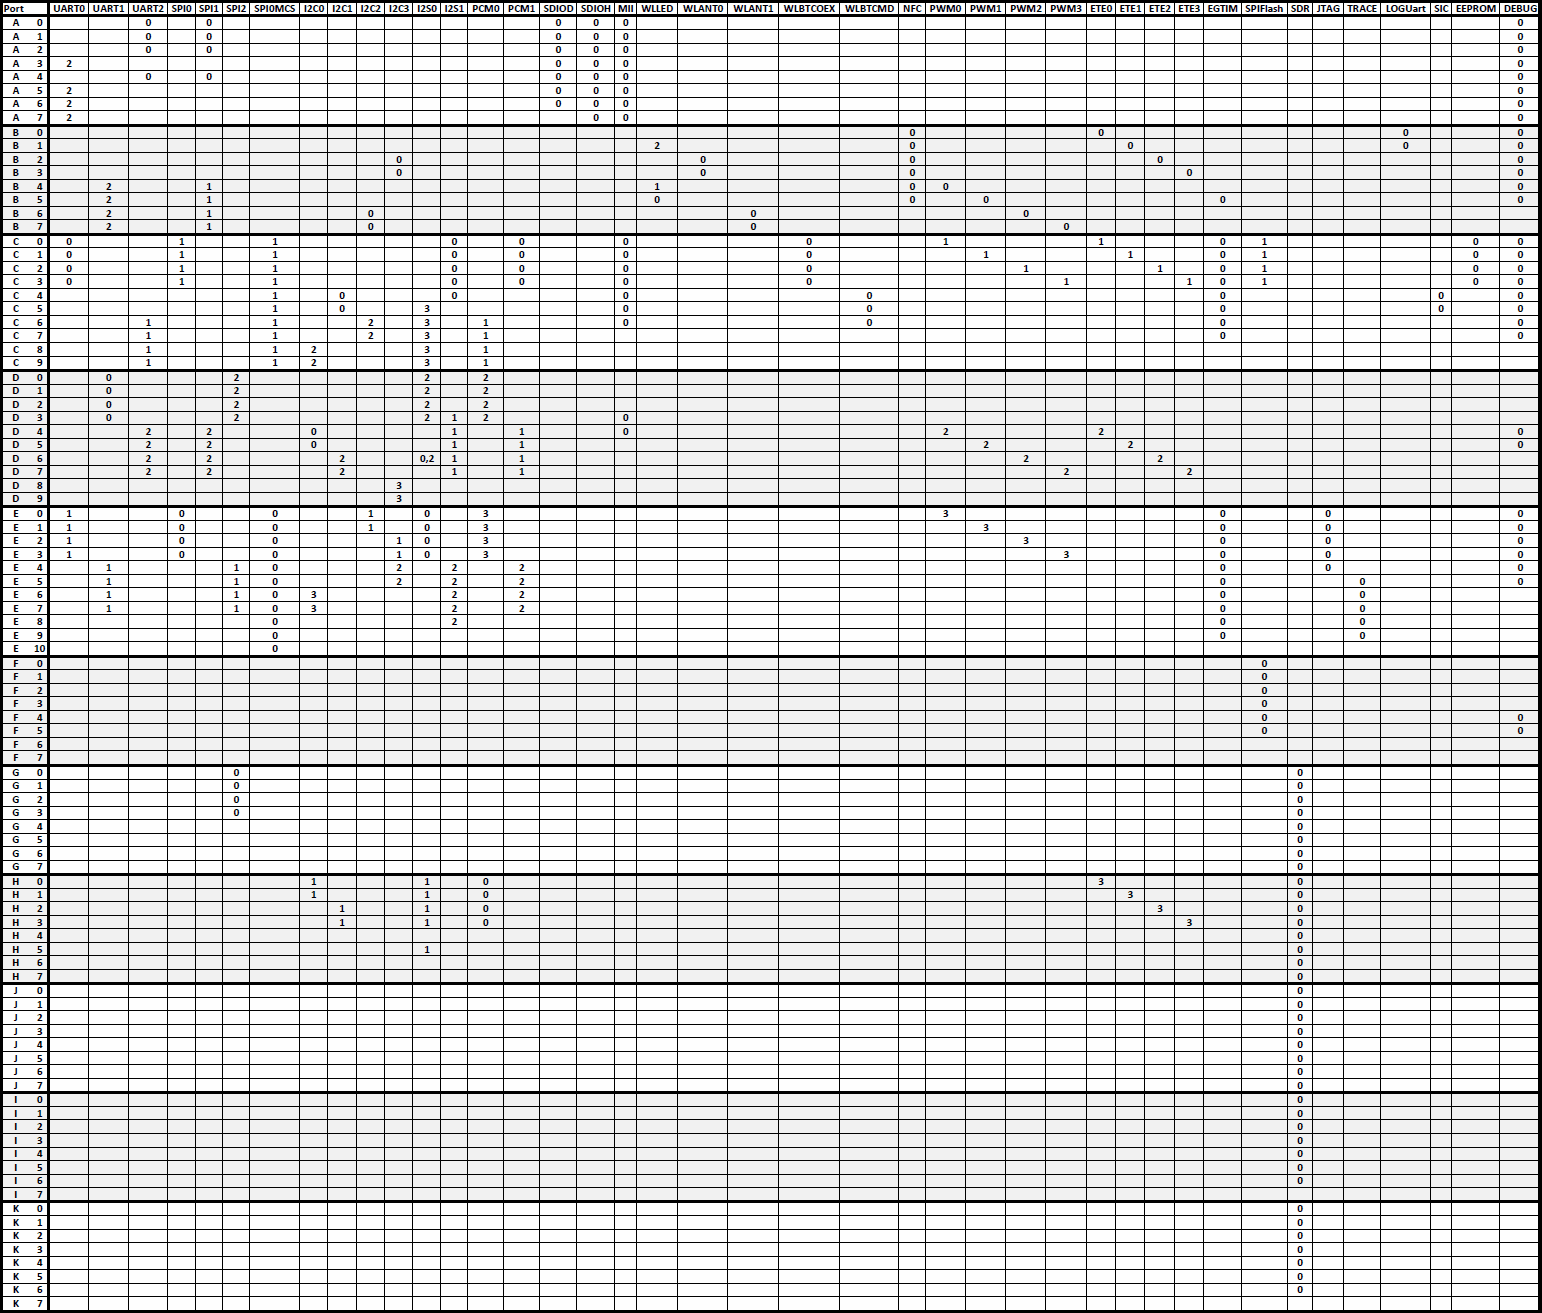 Port UART0 UART1 UART2 SPI0 SPI1 SPI2 SPI0MCS I2C0 I2C1 I2C2 I2C3 I2S0 I2S1 PCM0 PCM1 SDIOD SDIOH MII WLLED WLANT0 WLANT1 WLBTCOEX WLBTCMD NFC PWM0 PWM1 PWM2 PWM3 ETE0 ETE1 ETE2 ETE3 EGTIM SPIFlash SDR JTAG TRACE LOGUart SIC EEPROM DEBUG
A 0 0 0 0 0 0 0
A 1 0 0 0 0 0 0
A 2 0 0 0 0 0 0
A 3 2 0 0 0 0
A 4 0 0 0 0 0 0
A 5 2 0 0 0 0
A 6 2 0 0 0 0
A 7 2 0 0 0
B 0 0 0 0 0
B 1 2 0 0 0 0
B 2 0 0 0 0 0
B 3 0 0 0 0 0
B 4 2 1 1 0 0 0
B 5 2 1 0 0 0 0 0
B 6 2 1 0 0 0
B 7 2 1 0 0 0
C 0 0 1 1 0 0 0 0 1 1 0 1 0 0
C 1 0 1 1 0 0 0 0 1 1 0 1 0 0
C 2 0 1 1 0 0 0 0 1 1 0 1 0 0
C 3 0 1 1 0 0 0 0 1 1 0 1 0 0
C 4 1 0 0 0 0 0 0 0
C 5 1 0 3 0 0 0 0 0
C 6 1 1 2 3 1 0 0 0 0
C 7 1 1 2 3 1 0 0
C 8 1 1 2 3 1
C 9 1 1 2 3 1
D 0 0 2 2 2
D 1 0 2 2 2
D 2 0 2 2 2
D 3 0 2 2 1 2 0
D 4 2 2 0 1 1 0 2 2 0
D 5 2 2 0 1 1 2 2 0
D 6 2 2 2 0,2 1 1 2 2
D 7 2 2 2 1 1 2 2
D 8 3
D 9 3
E 0 1 0 0 1 0 3 3 0 0 0
E 1 1 0 0 1 0 3 3 0 0 0
E 2 1 0 0 1 0 3 3 0 0 0
E 3 1 0 0 1 0 3 3 0 0 0
E 4 1 1 0 2 2 2 0 0 0
E 5 1 1 0 2 2 2 0 0 0
E 6 1 1 0 3 2 2 0 0
E 7 1 1 0 3 2 2 0 0
E 8 0 2 0 0
E 9 0 0 0
E 10 0
F 0 0
F 1 0
F 2 0
F 3 0
F 4 0 0
F 5 0 0
F 6
F 7
G 0 0 0
G 1 0 0
G 2 0 0
G 3 0 0
G 4 0
G 5 0
G 6 0
G 7 0
H 0 1 1 0 3 0
H 1 1 1 0 3 0
H 2 1 1 0 3 0
H 3 1 1 0 3 0
H 4 0
H 5 1 0
H 6 0
H 7 0
J 0 0
J 1 0
J 2 0
J 3 0
J 4 0
J 5 0
J 6 0
J 7 0
I 0 0
I 1 0
I 2 0
I 3 0
I 4 0
I 5 0
I 6 0
I 7
K 0 0
K 1 0
K 2 0
K 3 0
K 4 0
K 5 0
K 6 0
K 7